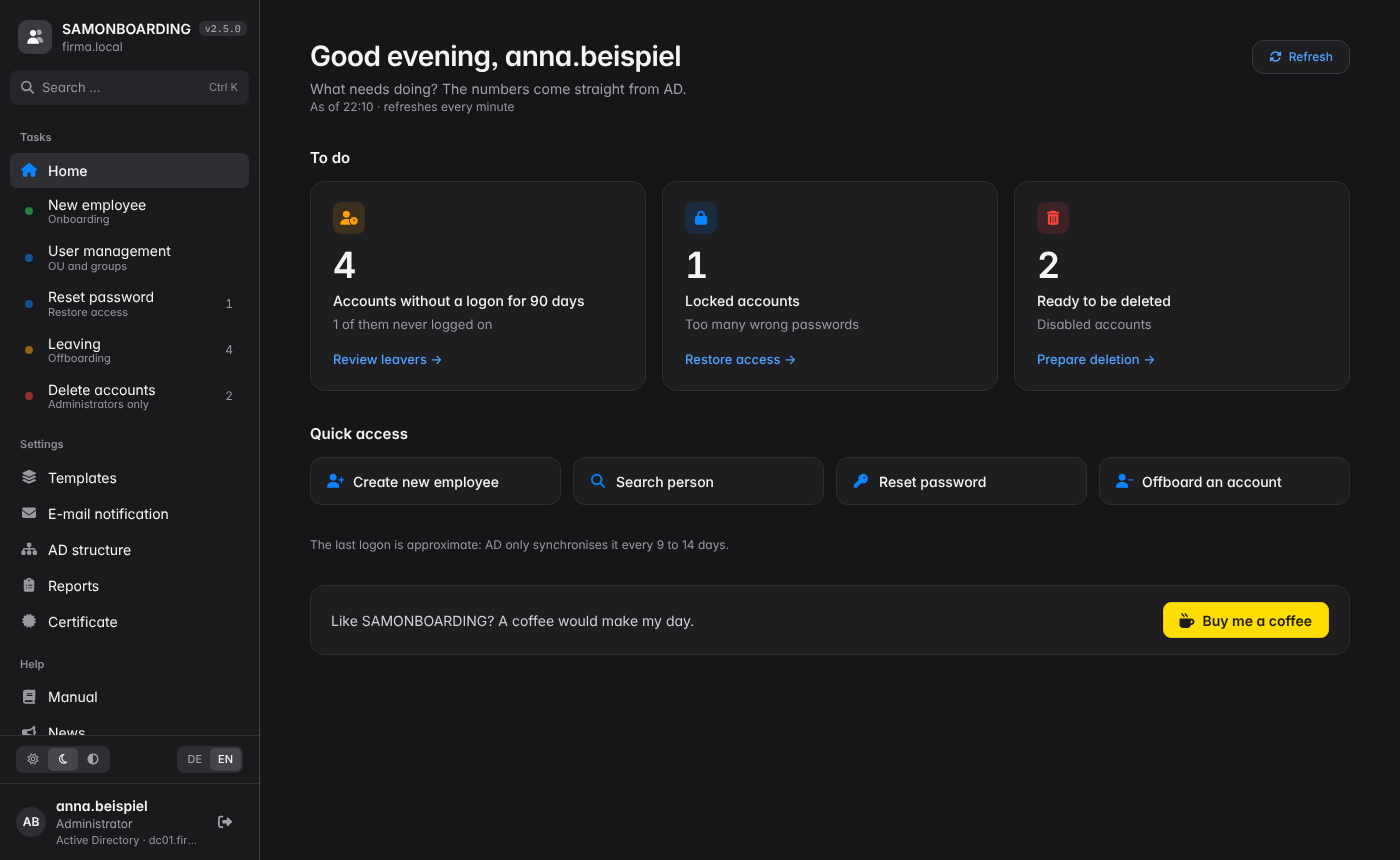 SAMONBOARDING v2.5.0
firma.local
Search ... Ctrl K
Tasks
Home
New employee
Onboarding
User management
OU and groups
Reset password 1
Restore access
Leaving 4
Offboarding
Delete accounts 2
Administrators only
Settings
Templates
E-mail notification
AD structure
Reports
Certificate
Help
Manual
News
DE EN
AB
anna.beispiel
Administrator
Active Directory · dc01.fir...
Good evening, anna.beispiel
Refresh
What needs doing? The numbers come straight from AD.
As of 22:10 · refreshes every minute
To do
4
Accounts without a logon for 90 days
1 of them never logged on
Review leavers →
1
Locked accounts
Too many wrong passwords
Restore access →
2
Ready to be deleted
Disabled accounts
Prepare deletion →
Quick access
Create new employee
Search person
Reset password
Offboard an account
The last logon is approximate: AD only synchronises it every 9 to 14 days.
Like SAMONBOARDING? A coffee would make my day.
Buy me a coffee